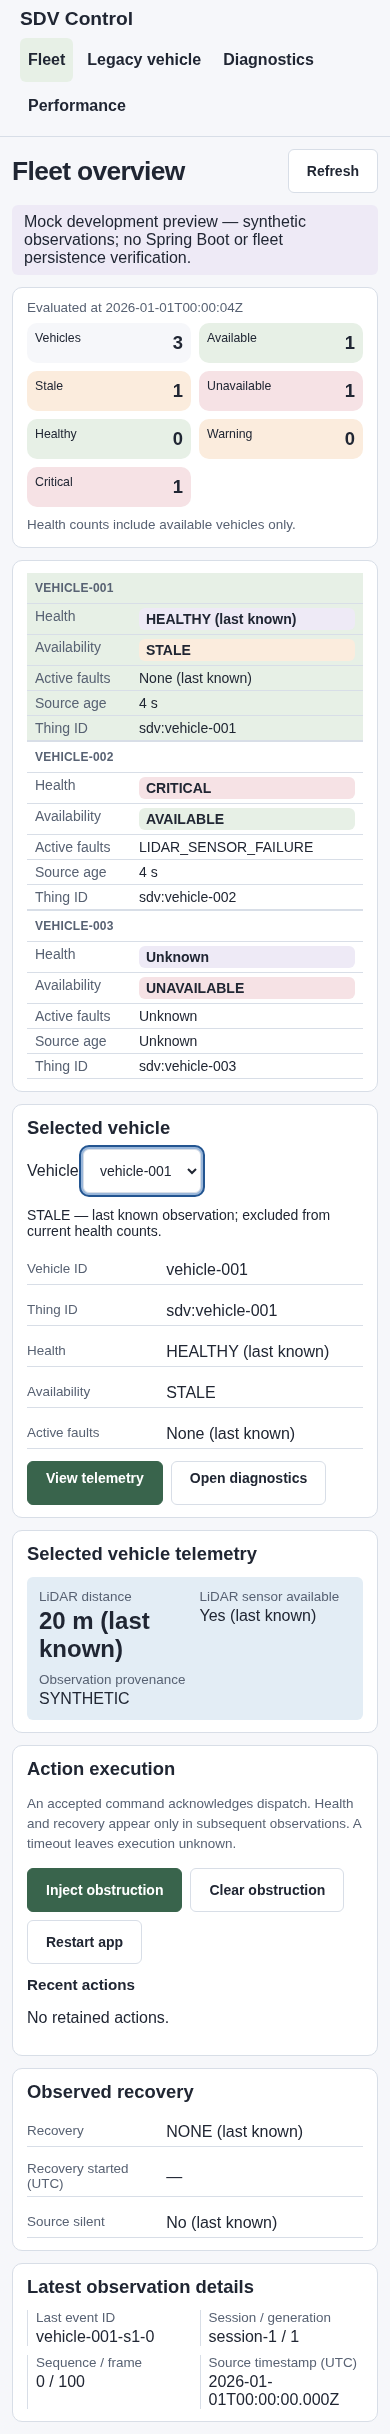 SDV Control
Fleet Legacy vehicle Diagnostics
Performance
Fleet overview Refresh
Mock development preview — synthetic
observations; no Spring Boot or fleet
persistence verification.
Evaluated at 2026-01-01T00:00:04Z
Vehicles 3 Available 1
Stale 1 Unavailable 1
Healthy 0 Warning 0
Critical 1
Health counts include available vehicles only.
VEHICLE-001
Health HEALTHY (last known)
Availability STALE
Active faults None (last known)
Source age 4 s
Thing ID sdv:vehicle-001
VEHICLE-002
Health CRITICAL
Availability AVAILABLE
Active faults LIDAR_SENSOR_FAILURE
Source age 4 s
Thing ID sdv:vehicle-002
VEHICLE-003
Health Unknown
Availability UNAVAILABLE
Active faults Unknown
Source age Unknown
Thing ID sdv:vehicle-003
Selected vehicle
Vehicle vehicle-001
STALE — last known observation; excluded from
current health counts.
Vehicle ID vehicle-001
Thing ID sdv:vehicle-001
Health HEALTHY (last known)
Availability STALE
Active faults None (last known)
View telemetry Open diagnostics
Selected vehicle telemetry
LiDAR distance LiDAR sensor available
20 m (last Yes (last known)
known)
Observation provenance
SYNTHETIC
Action execution
An accepted command acknowledges dispatch. Health
and recovery appear only in subsequent observations. A
timeout leaves execution unknown.
Inject obstruction Clear obstruction
Restart app
Recent actions
No retained actions.
Observed recovery
Recovery NONE (last known)
Recovery started
(UTC) —
Source silent No (last known)
Latest observation details
Last event ID Session / generation
vehicle-001-s1-0 session-1 / 1
Sequence / frame Source timestamp (UTC)
0 / 100 2026-01-
01T00:00:00.000Z